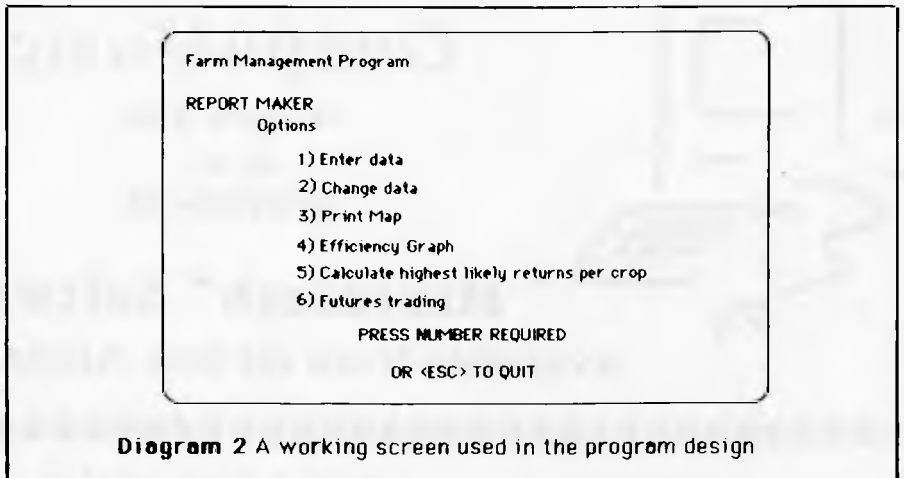 Farm Management Program
REPORT MAKER
Options
1) Enter data
2) Change data
3) Print Map
4) Efficiency Graph
5) Calculate highest likely returns per crop
6) Futures trading
PRESS NUMBER REQUIRED
OR <ESC> TO QUIT
Diagram 2 A working screen used in the program design